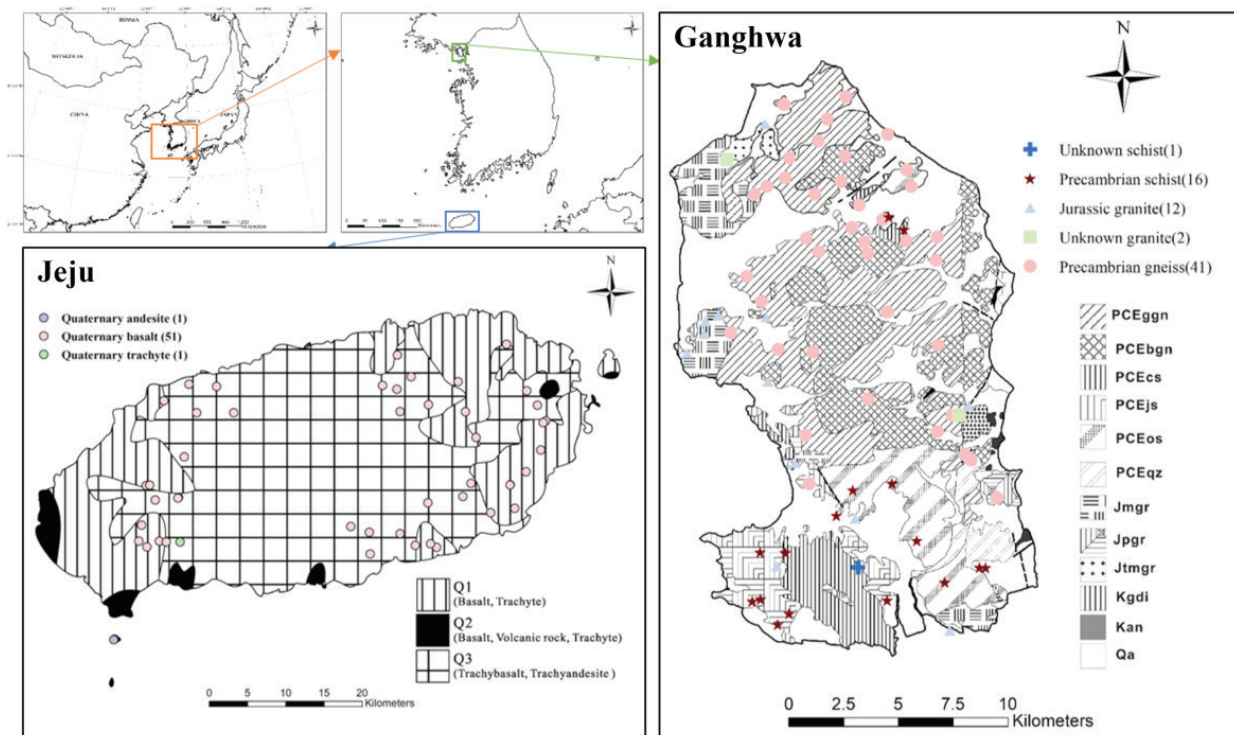 RUSSIA
MONGOLIA
CHINA
KOREA
JAPAN
N
Kilometers
Jeju
N
Quaternary andesite (1)
Quaternary basalt (51)
Quaternary trachyte (1)
Q1
(Basalt, Trachyte)
Q2
(Basalt, Volcanic rock, Trachyte)
Q3
(Trachybasalt, Trachyandesite )
0 5 10 15 20
Kilometers
Ganghwa
N
Unknown schist(1)
Precambrian schist(16)
Jurassic granite(12)
Unknown granite(2)
Precambrian gneiss(41)
PCEggn
PCEbgn
PCEcs
PCEjs
PCEos
PCEqz
Jmgr
Jpgr
Jtmgr
Kgdi
Kan
Qa
0 2.5 5 7.5 10
Kilometers